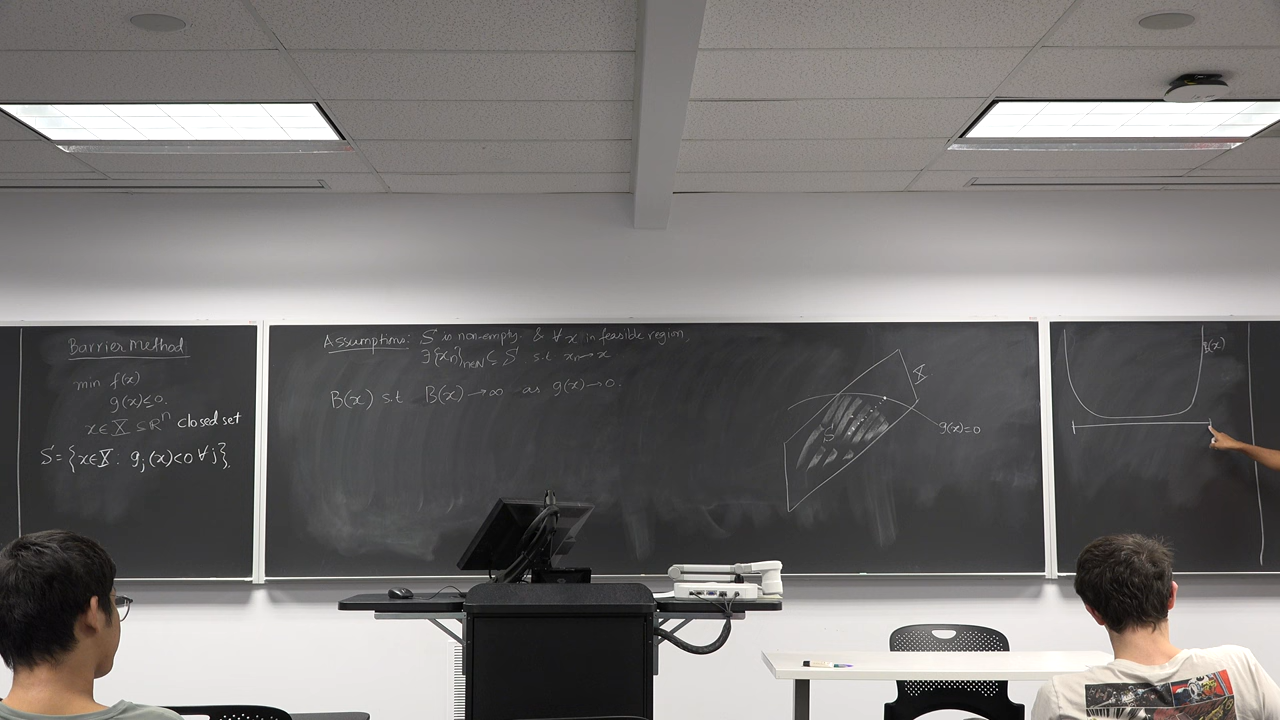 Barrier Method
min f(x)
g(x)≤0.
x∈X⊆ℝⁿ closed set
S={x∈X: gⱼ(x)<0 ∀j}.
Assumptions: S is non-empty & ∀x in feasible region,
∃{xₙ}ₙ∈ℕ⊆S s.t xₙ→x
B(x) s.t B(x)→∞ as g(x)→0.
X
S
g(x)=0
B(x)